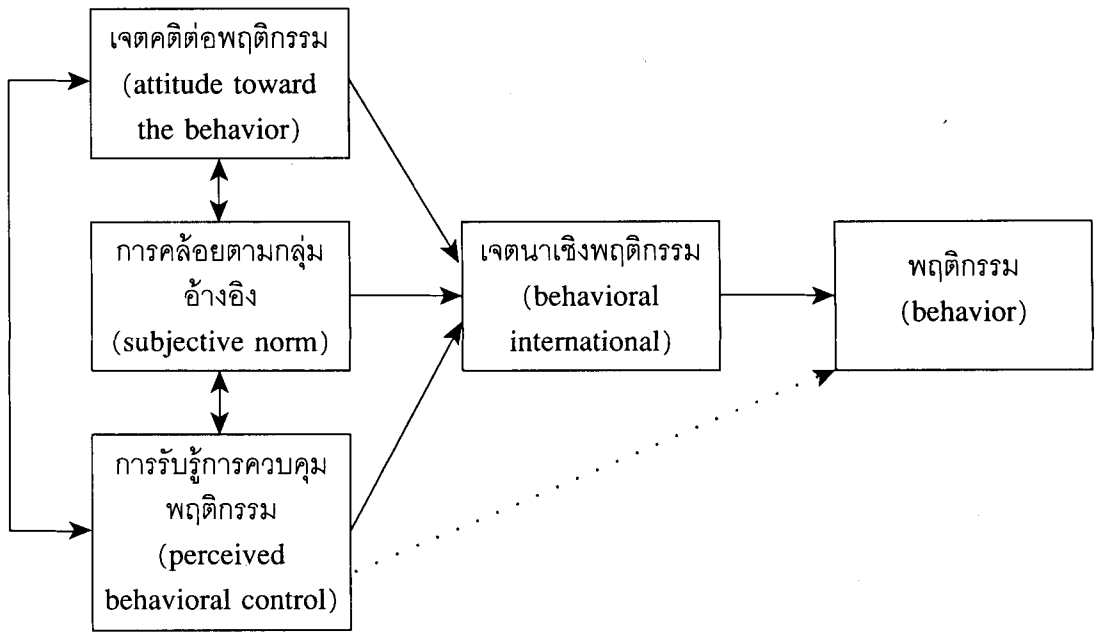 เจตคติต่อพฤติกรรม
(attitude toward
the behavior)
การคล้อยตามกลุ่ม
อ้างอิง
(subjective norm)
การรับรู้การควบคุม
พฤติกรรม
(perceived
behavioral control)
เจตนาเชิงพฤติกรรม
(behavioral
international)
พฤติกรรม
(behavior)